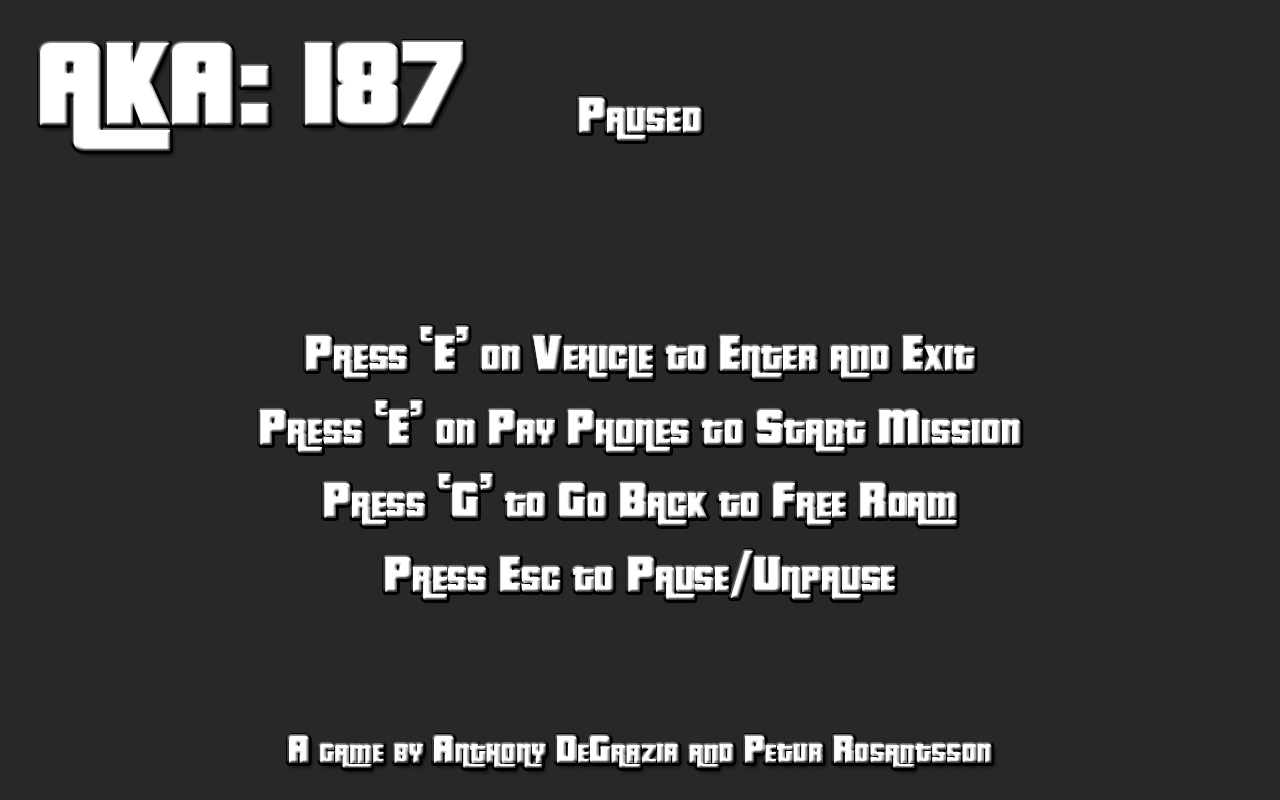 AKA: 187
Paused
Press 'E' on Vehicle to Enter and Exit
Press 'E' on Pay Phones to Start Mission
Press 'G' to Go Back to Free Roam
Press Esc to Pause/Unpause
A game by Anthony DeGrazia and Petur Rosantsson